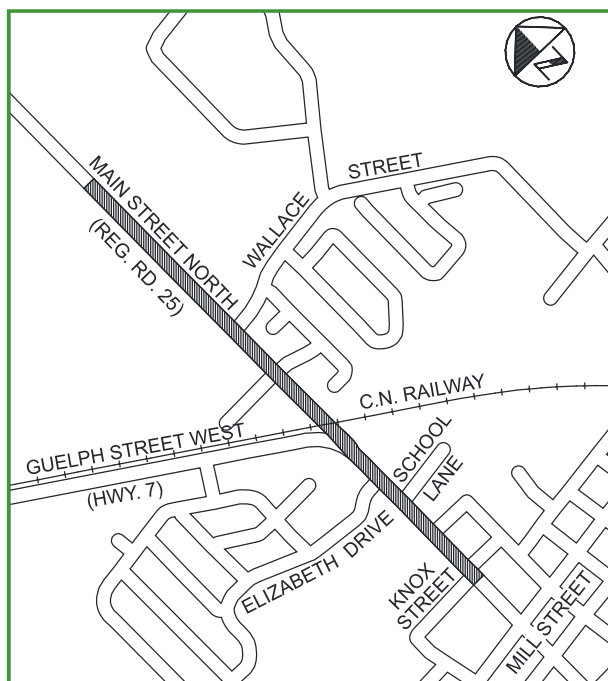 STREET
WALLACE
MAIN STREET NORTH
(REG. RD. 25)
C.N. RAILWAY
GUELPH STREET WEST
(HWY. 7)
SCHOOL
LANE
ELIZABETH DRIVE
KNOX
STREET
MILL STREET